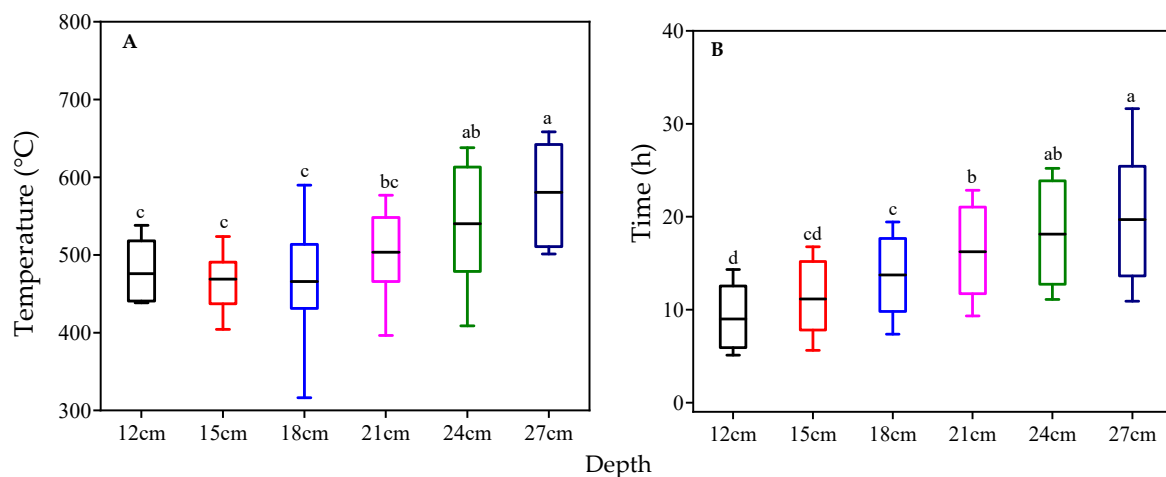 A
Temperature (°C)
800
700
600
500
400
300
c
c
c
bc
ab
a
12cm
15cm
18cm
21cm
24cm
27cm
B
Time (h)
40
30
20
10
0
d
cd
c
b
ab
a
12cm
15cm
18cm
21cm
24cm
27cm
Depth